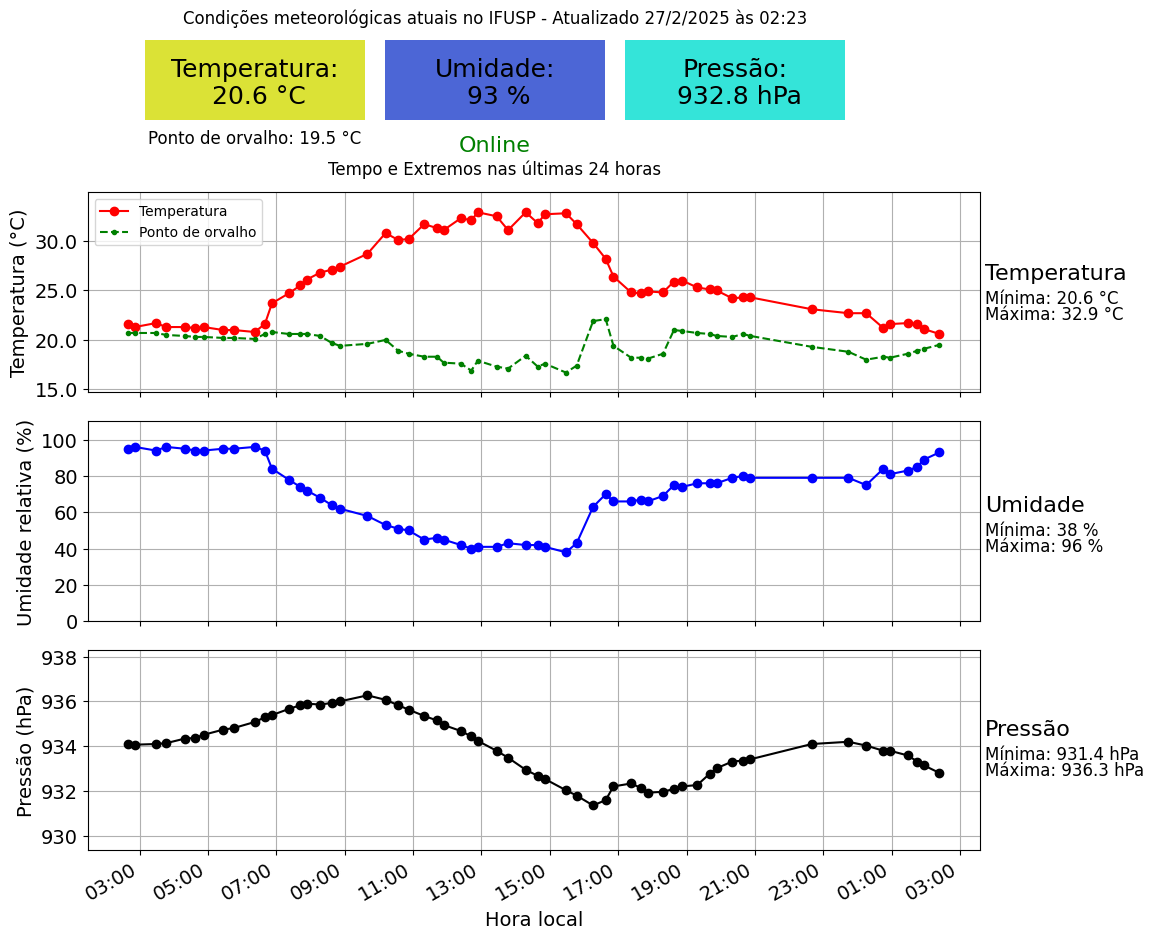 Condições meteorológicas atuais no IFUSP - Atualizado 27/2/2025 às 02:23
Temperatura:
20.6 °C
Umidade:
93 %
Pressão:
932.8 hPa
Ponto de orvalho: 19.5 °C
Online
Tempo e Extremos nas últimas 24 horas
Temperatura (°C)
30.0
25.0
20.0
15.0
Temperatura
Ponto de orvalho
Temperatura
Mínima: 20.6 °C
Máxima: 32.9 °C
Umidade relativa (%)
100
80
60
40
20
0
Umidade
Mínima: 38 %
Máxima: 96 %
Pressão (hPa)
938
936
934
932
930
Pressão
Mínima: 931.4 hPa
Máxima: 936.3 hPa
03:00 05:00 07:00 09:00 11:00 13:00 15:00 17:00 19:00 21:00 23:00 01:00 03:00
Hora local